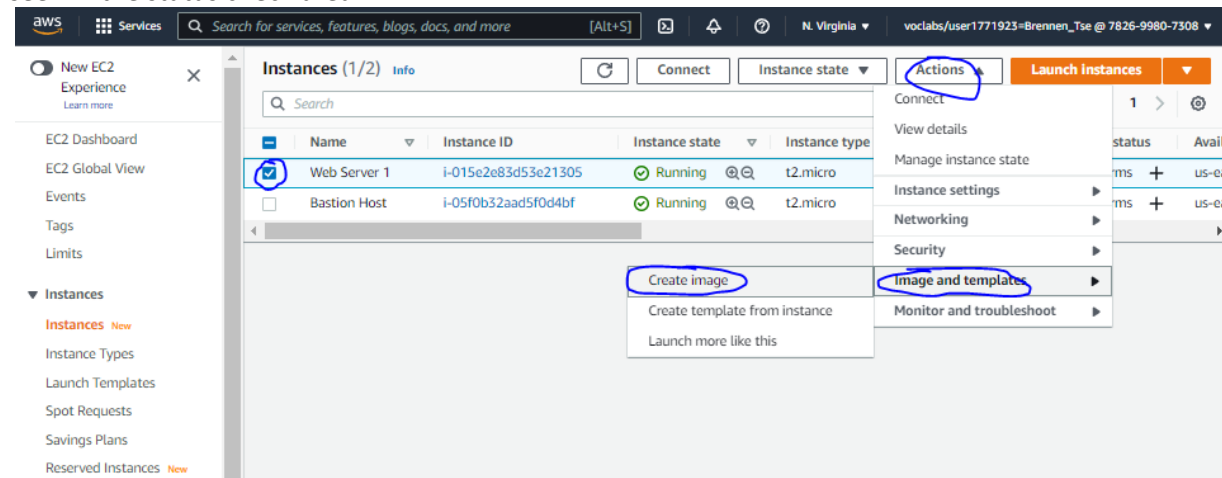 aws Services Search for services, features, blogs, docs, and more [Alt+S] N. Virginia voclabs/user1771923=Brennen_Tse @ 7826-9980-7308
New EC2 Experience
Learn more
EC2 Dashboard
EC2 Global View
Events
Tags
Limits
Instances
Instances New
Instance Types
Launch Templates
Spot Requests
Savings Plans
Reserved Instances New
Instances (1/2) Info Connect Instance state Actions Launch instances
Search 1
Name Instance ID Instance state Instance type status Avail
Web Server 1 i-015e2e83d53e21305 Running t2.micro rms us-ea
Bastion Host i-05f0b32aad5f0d4bf Running t2.micro rms us-ea
Connect
View details
Manage instance state
Instance settings
Networking
Security
Image and templates
Monitor and troubleshoot
Create image
Create template from instance
Launch more like this